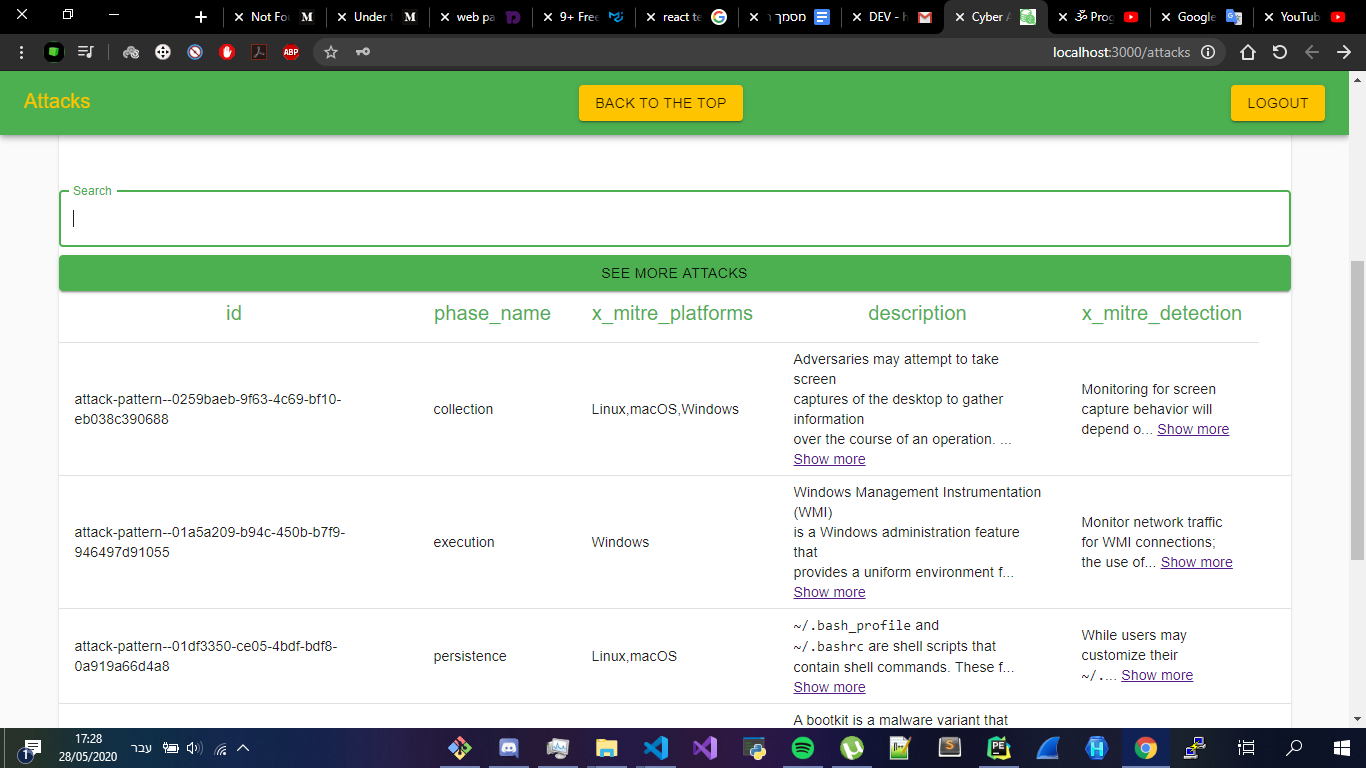 Not Fo
Under t
web pa
9+ Free
react te
מסמך ר
DEV - h
Cyber A
ॐ Prog
Google
YouTub
localhost:3000/attacks
ABP
Attacks
BACK TO THE TOP
LOGOUT
Search
SEE MORE ATTACKS
id phase_name x_mitre_platforms description x_mitre_detection
attack-pattern--0259baeb-9f63-4c69-bf10-
eb038c390688
collection
Linux,macOS,Windows
Adversaries may attempt to take
screen
captures of the desktop to gather
information
over the course of an operation. ...
Show more
Monitoring for screen
capture behavior will
depend o... Show more
attack-pattern--01a5a209-b94c-450b-b7f9-
946497d91055
execution
Windows
Windows Management Instrumentation
(WMI)
is a Windows administration feature
that
provides a uniform environment f...
Show more
Monitor network traffic
for WMI connections;
the use of... Show more
attack-pattern--01df3350-ce05-4bdf-bdf8-
0a919a66d4a8
persistence
Linux,macOS
~/.bash_profile and
~/.bashrc are shell scripts that
contain shell commands. These f...
Show more
While users may
customize their
~/.... Show more
A bootkit is a malware variant that
17:28
28/05/2020
עבר
1